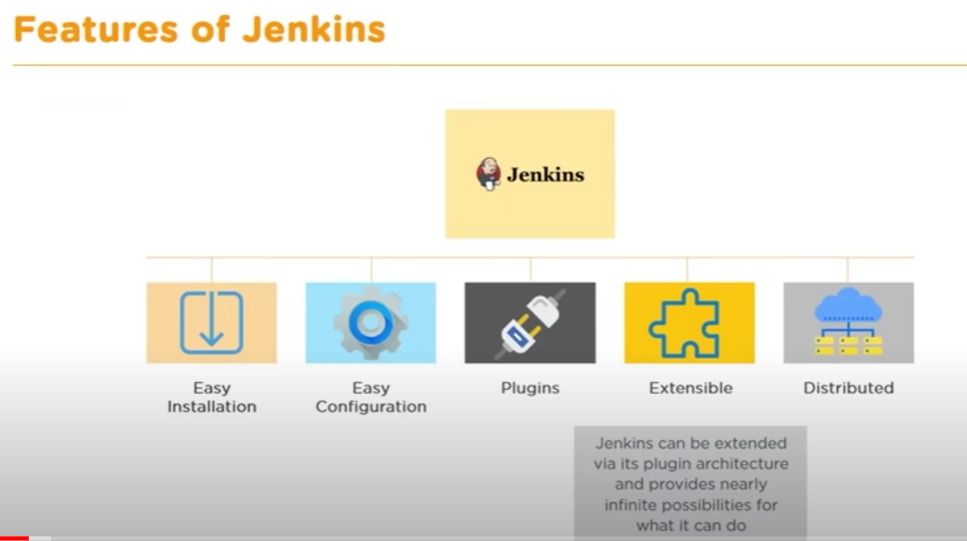 Features of Jenkins
Jenkins
Easy
Installation
Easy
Configuration
Plugins
Extensible
Distributed
Jenkins can be extended
via its plugin architecture
and provides nearly
infinite possibilities for
what it can do